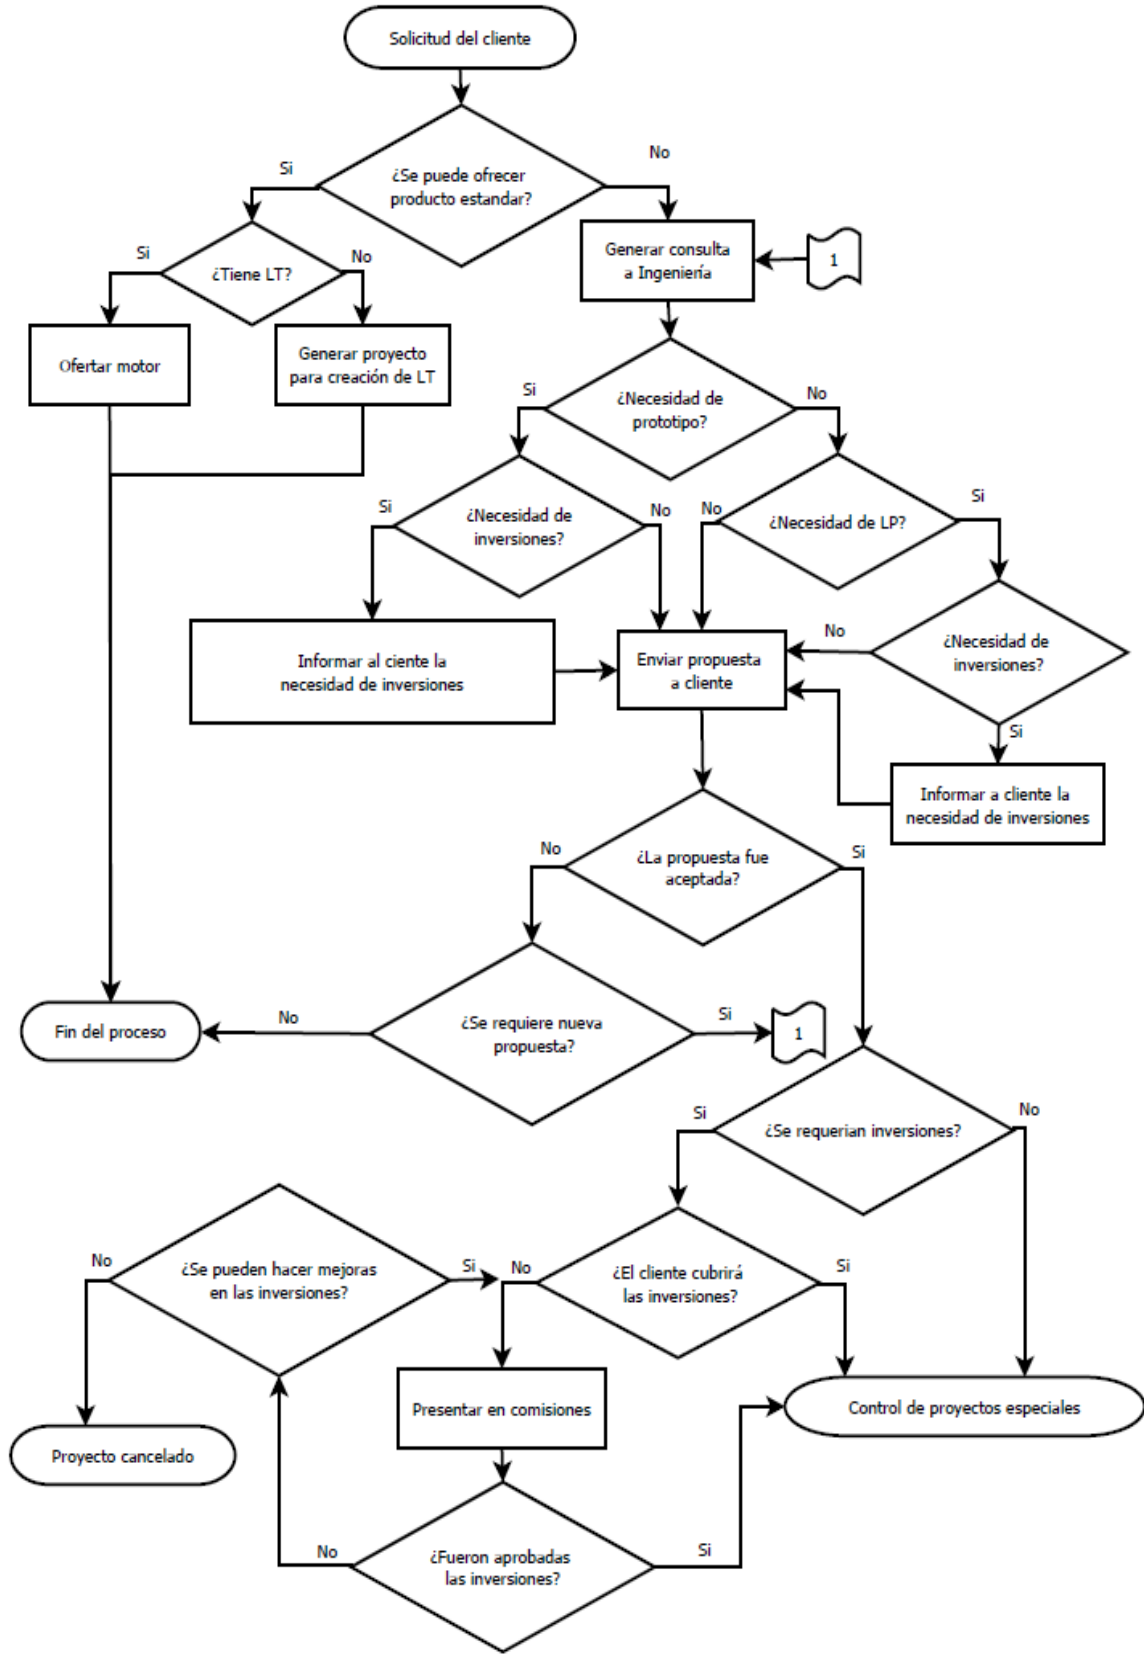 Solicitud del cliente
¿Se puede ofrecer
producto estandar?
Si
No
¿Tiene LT?
Si
No
Generar consulta
a Ingeniería
1
Ofertar motor
Generar proyecto
para creación de LT
¿Necesidad de
prototipo?
Si
No
¿Necesidad de
inversiones?
Si
No
¿Necesidad de LP?
No
Si
¿Necesidad de
inversiones?
No
Si
Informar al ciente la
necesidad de inversiones
Enviar propuesta
a cliente
Informar a cliente la
necesidad de inversiones
¿La propuesta fue
aceptada?
No
Si
¿Se requiere nueva
propuesta?
No
Si
1
Fin del proceso
¿Se requerian inversiones?
Si
No
¿El cliente cubrirá
las inversiones?
No
Si
¿Se pueden hacer mejoras
en las inversiones?
No
Si
Presentar en comisiones
Control de proyectos especiales
Proyecto cancelado
¿Fueron aprobadas
las inversiones?
No
Si